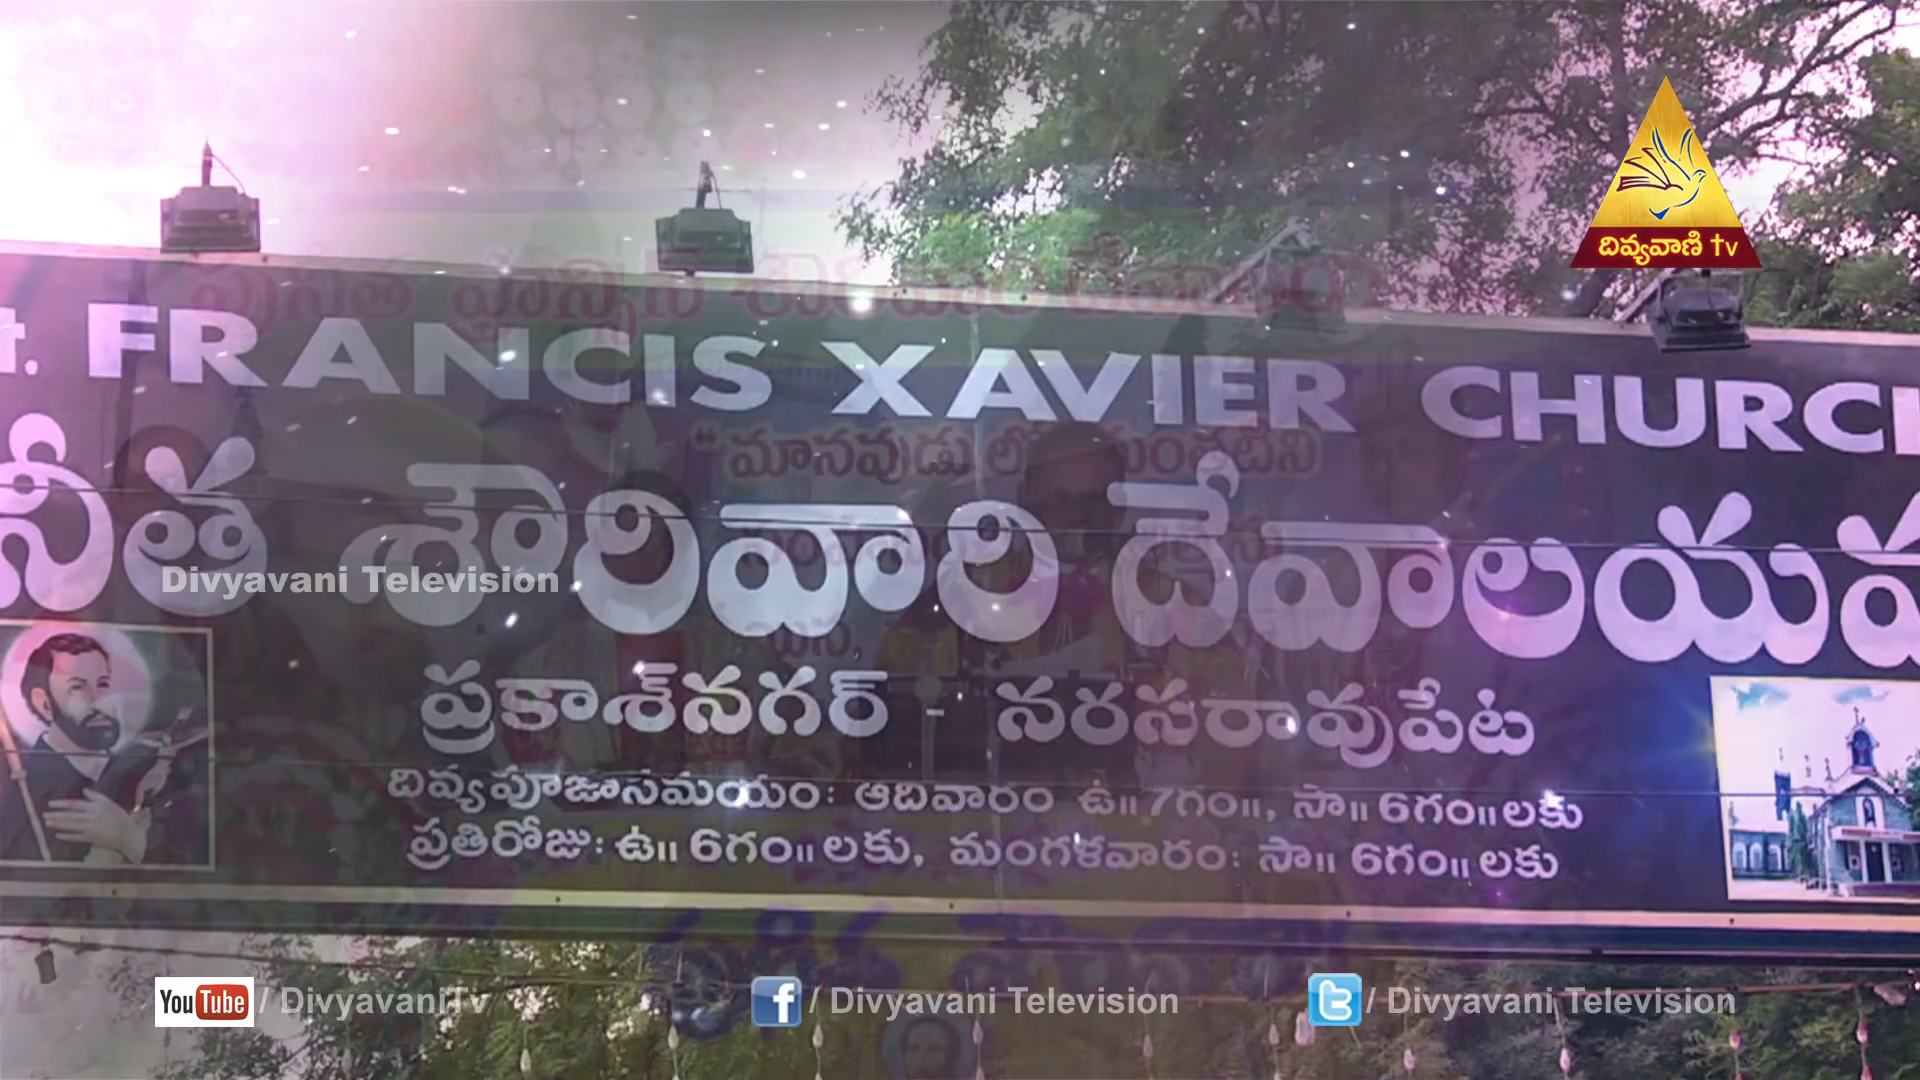 దివ్యవాణి tv
t. FRANCIS XAVIER CHURC
నీత శౌరివారి దేవాలయమ
Divyavani Television
ప్రకాశ్‌నగర్ - నరసరావుపేట
దివ్యపూజాసమయం: ఆదివారం ఉ॥ 7గం॥, సా॥ 6గం॥లకు
ప్రతిరోజు: ఉ॥ 6గం॥ లకు, మంగళవారం: సా॥ 6గం॥ లకు
YouTube / DivyavaniTv
f / Divyavani Television
/ Divyavani Television